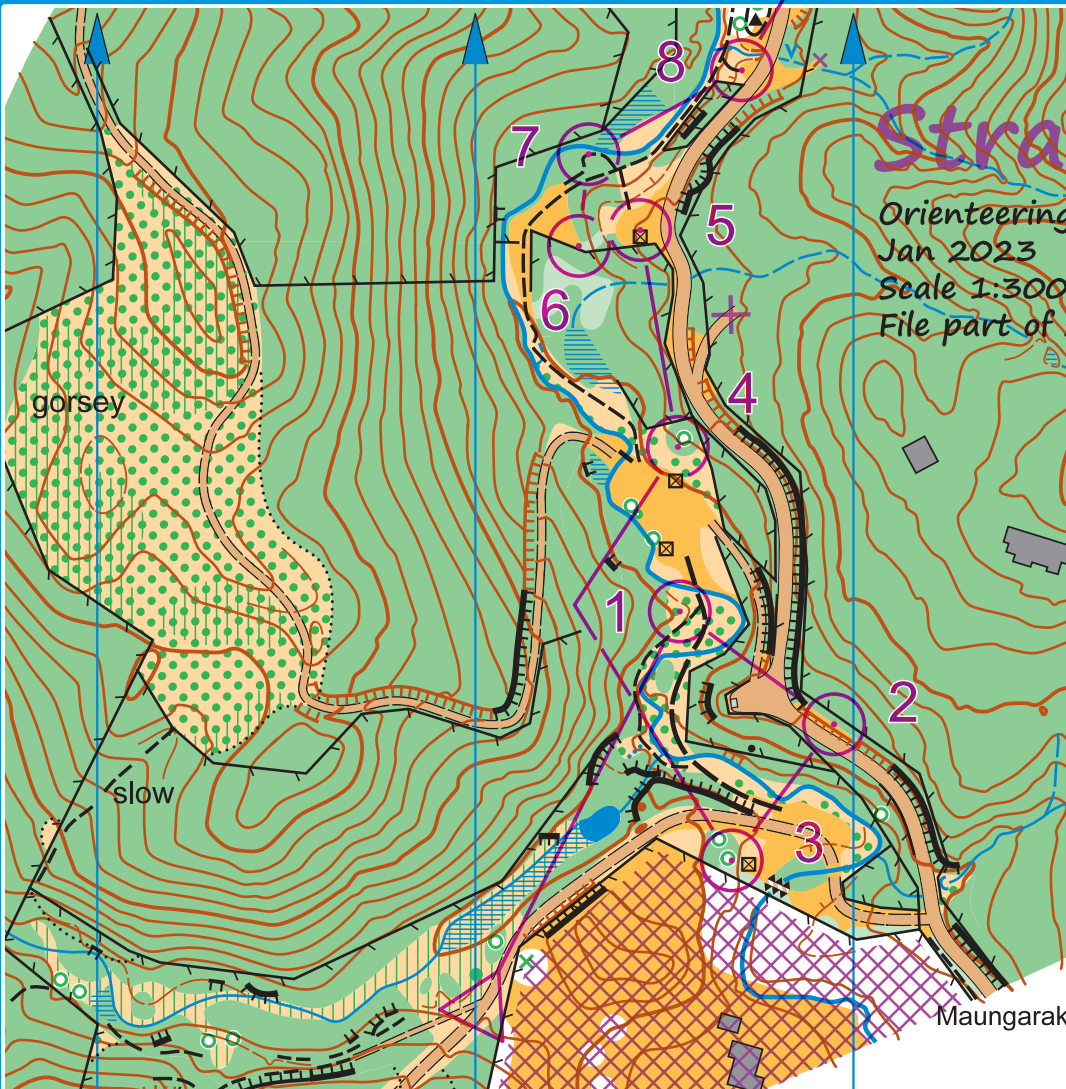 8
7
Stra
5
Orienteering
Jan 2023
Scale 1:300
File part of
6
4
gorsey
1
2
slow
3
Maungarak